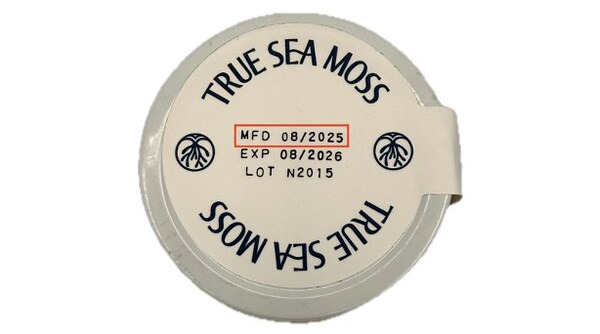 TRUE SEA MOSS
MFD 08/2025
EXP 08/2026
LOT N2015
TRUE SEA MOSS